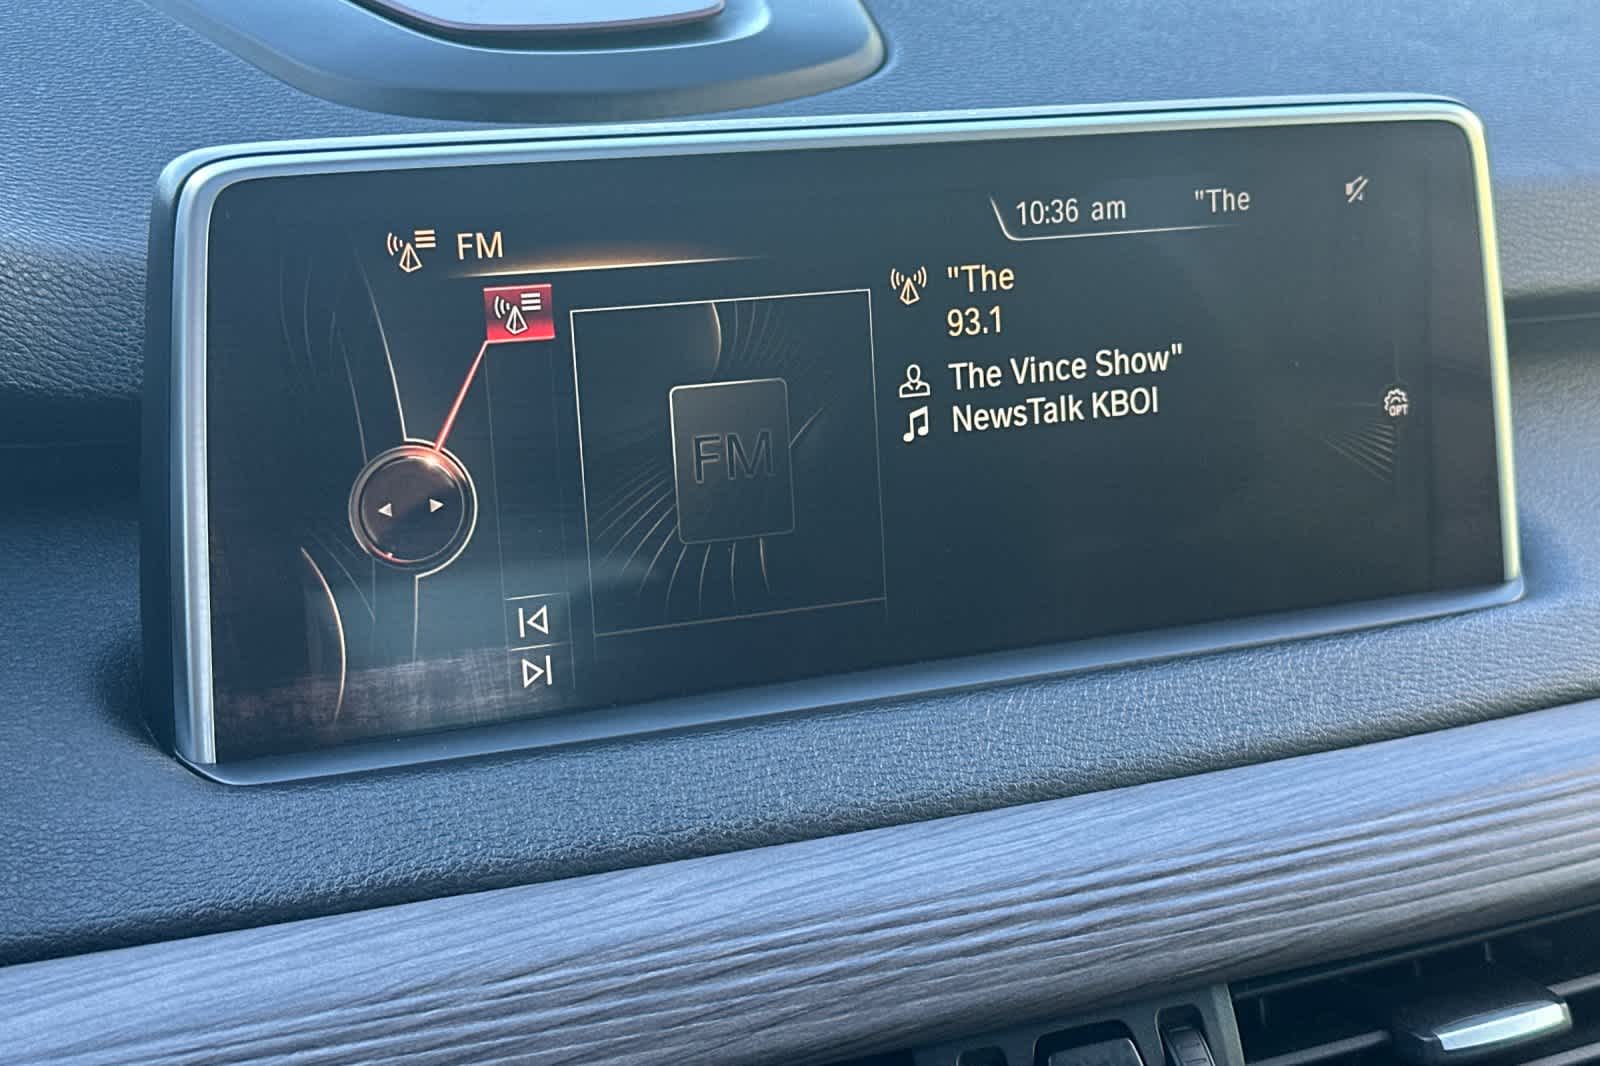 10:36 am "The
FM
"The
93.1
The Vince Show"
NewsTalk KBOI
FM
OPT